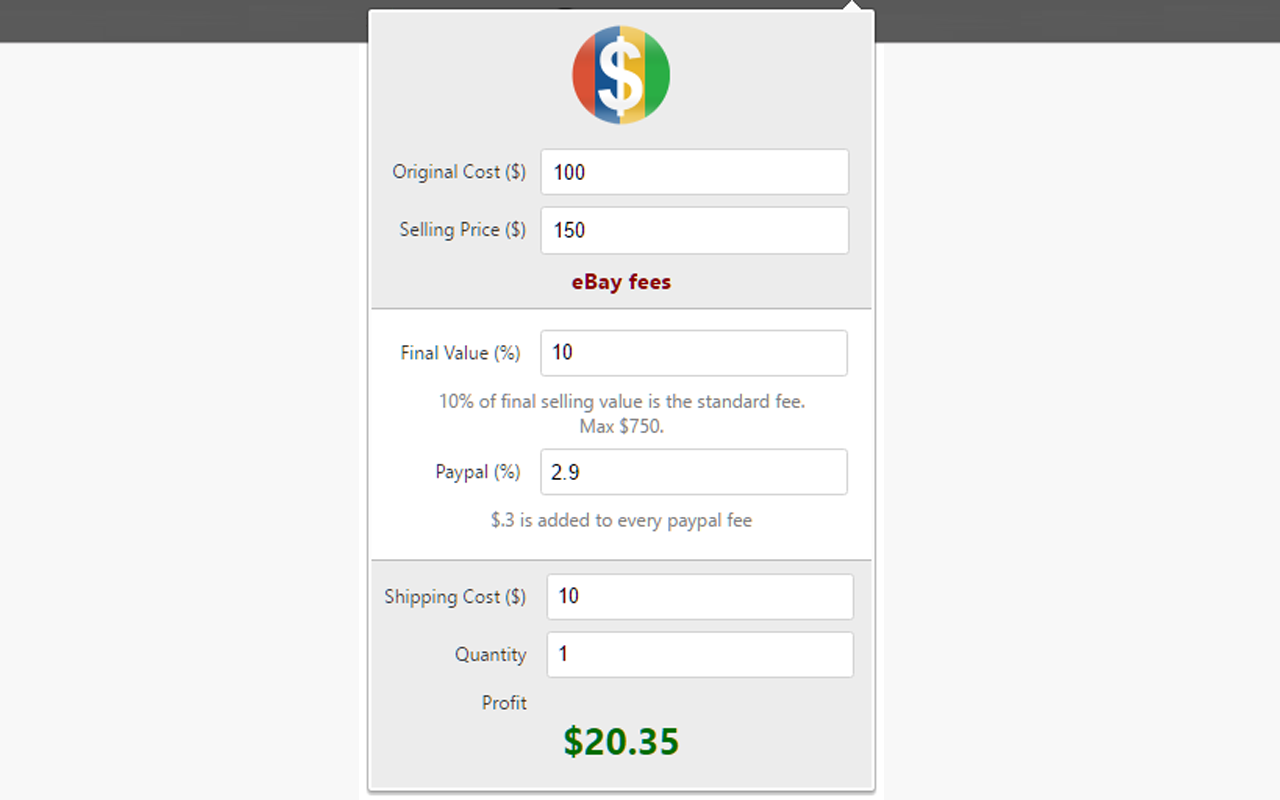 $
Original Cost ($) 100
Selling Price ($) 150
eBay fees
Final Value (%) 10
10% of final selling value is the standard fee.
Max $750.
Paypal (%) 2.9
$.3 is added to every paypal fee
Shipping Cost ($) 10
Quantity 1
Profit
$20.35